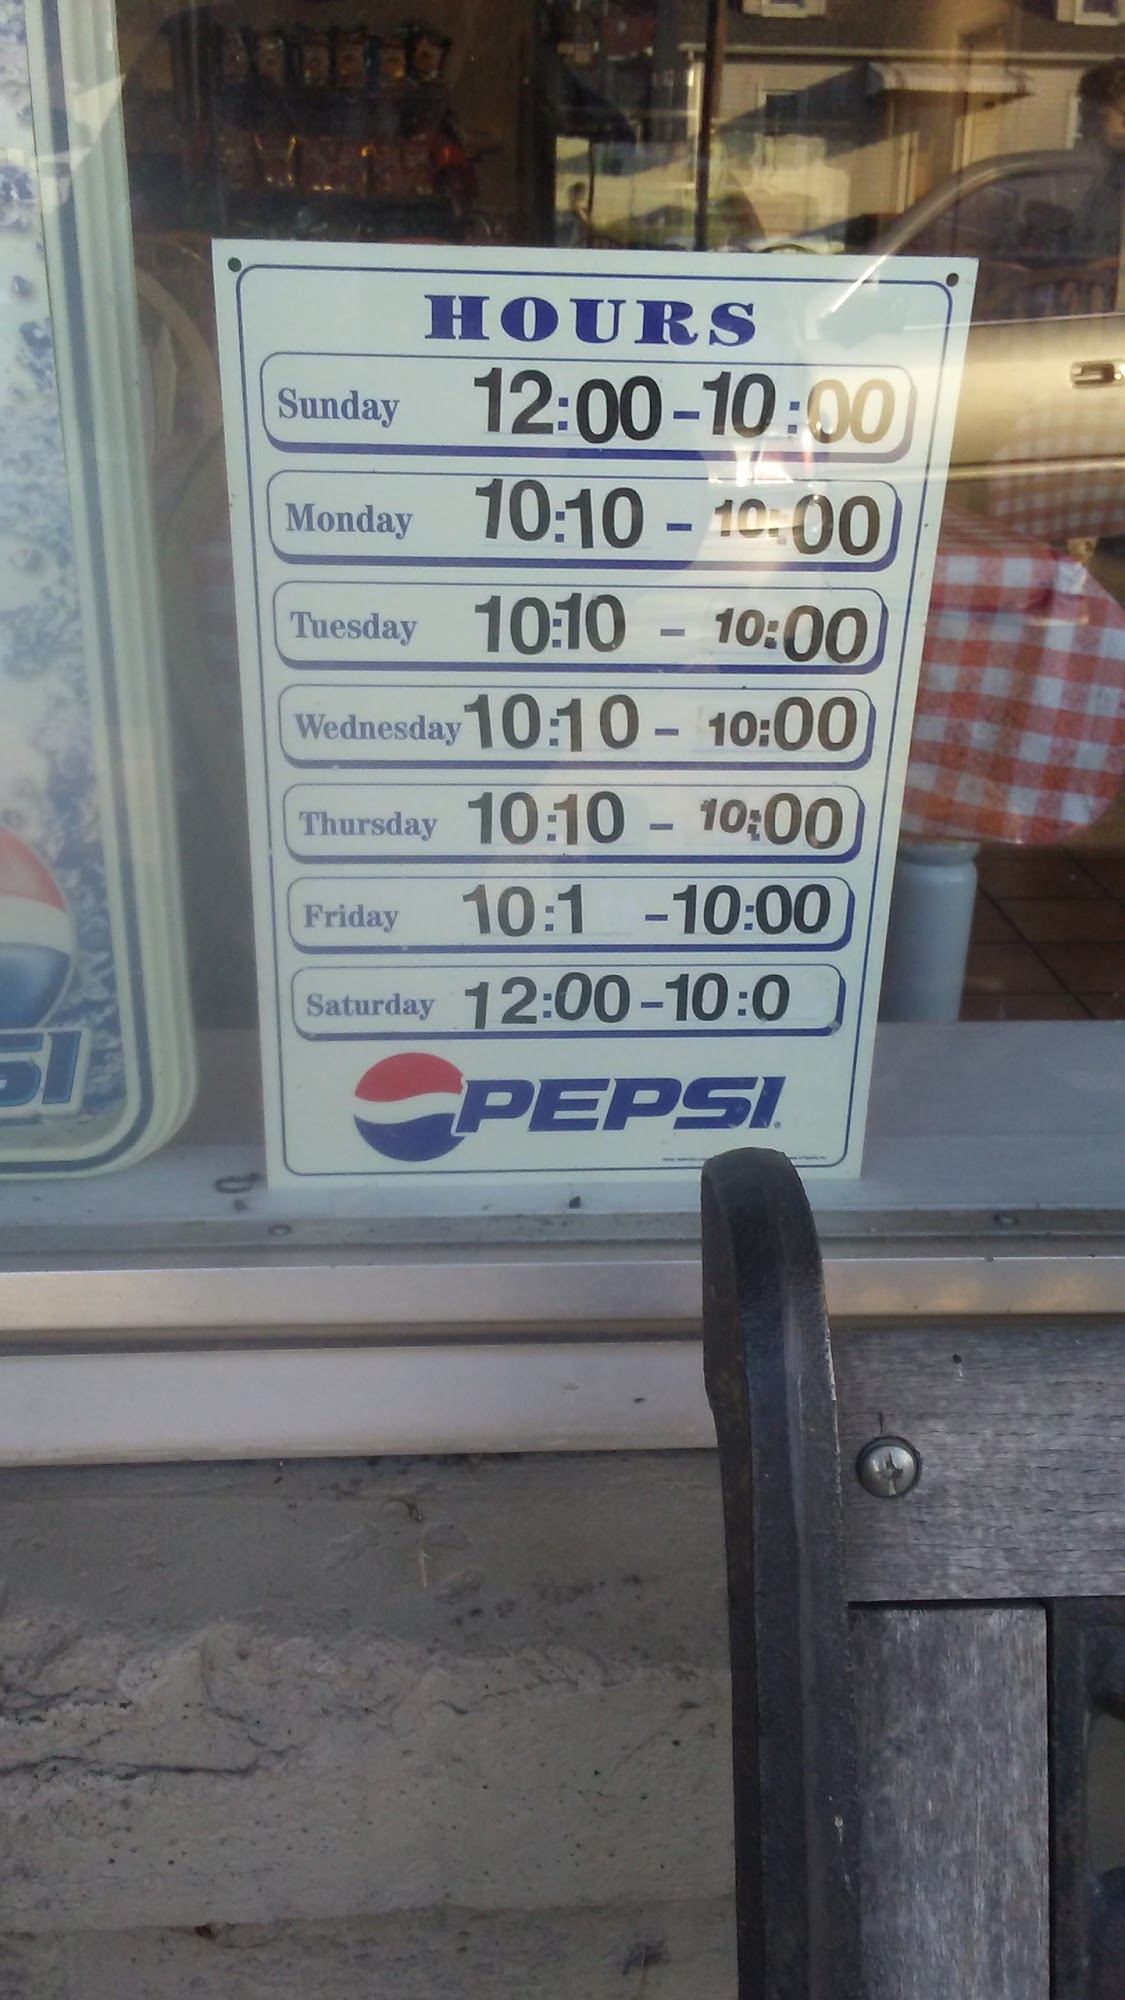 HOURS
Sunday 12:00-10:00
Monday 10:10 - 10:00
Tuesday 10:10 - 10:00
Wednesday 10:10 - 10:00
Thursday 10:10 - 10:00
Friday 10:1 -10:00
Saturday 12:00-10:0
PEPSI
SI